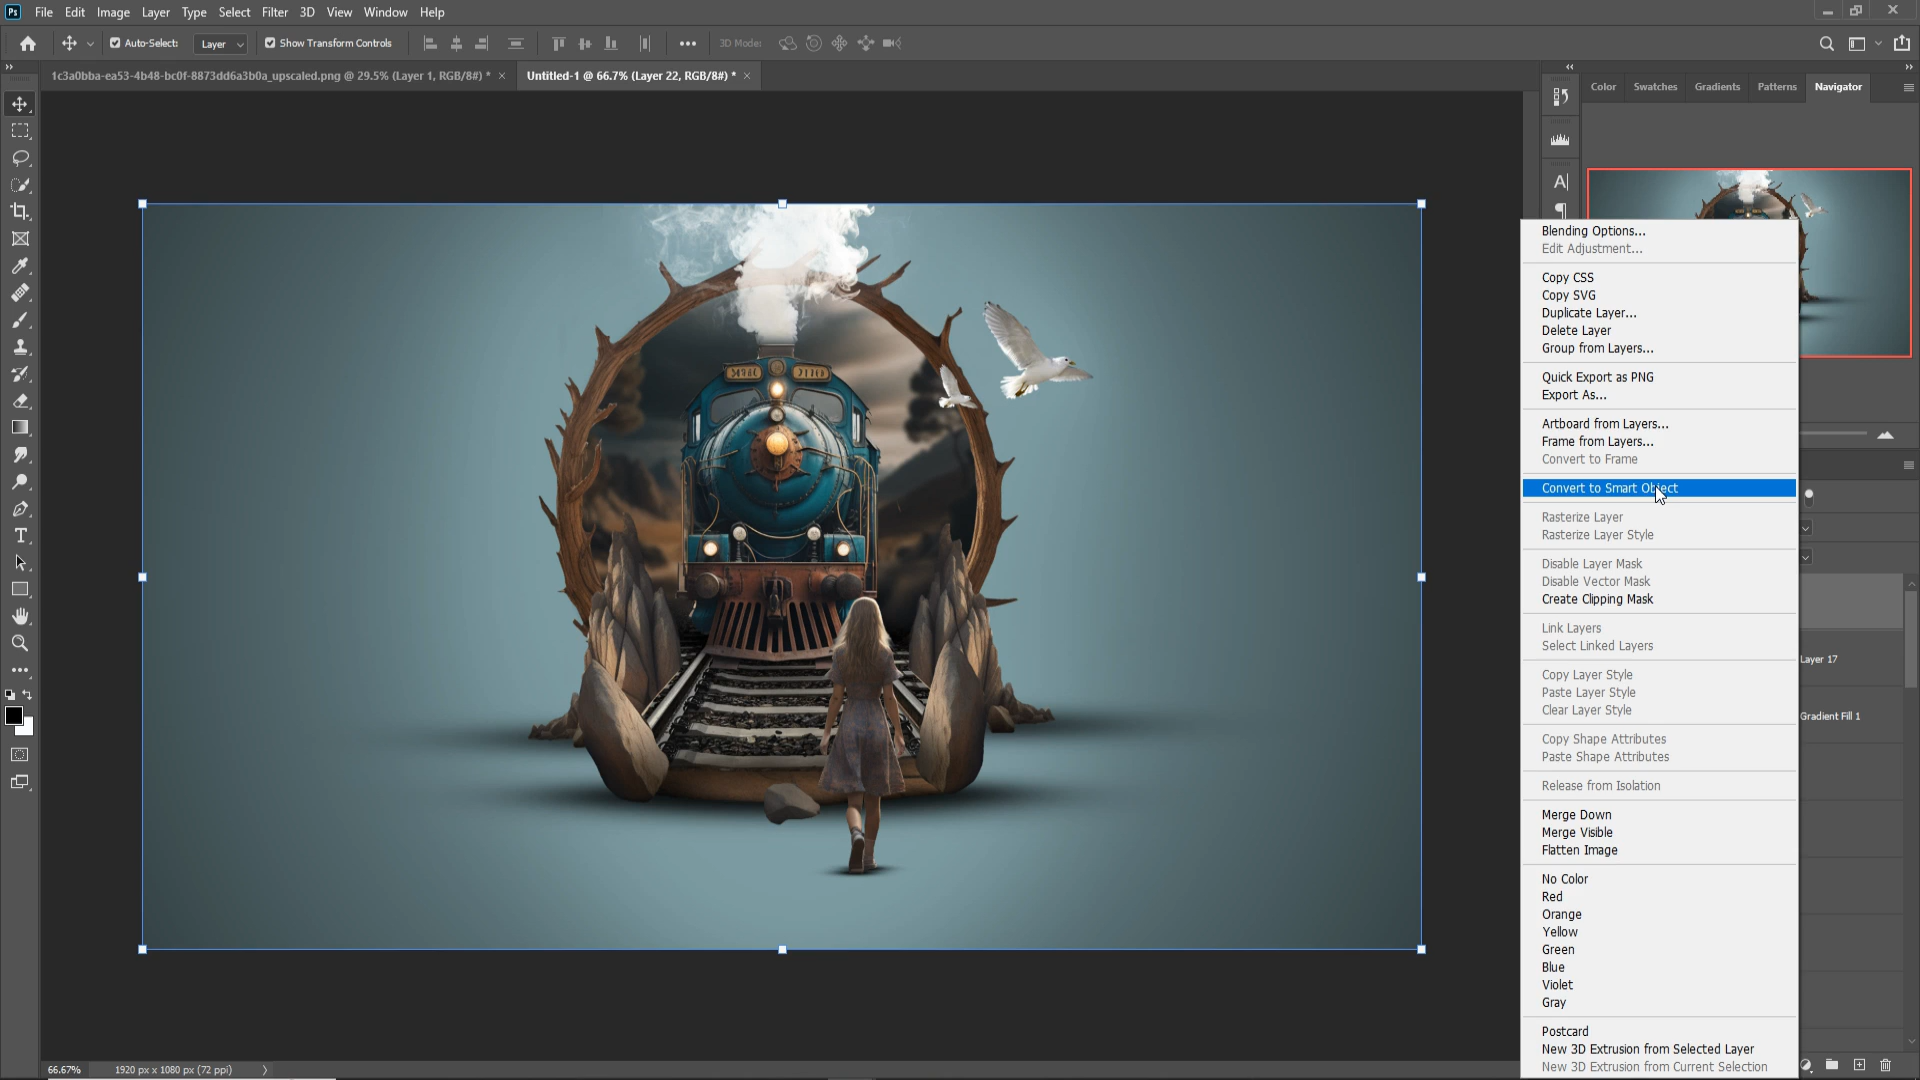 Ps File Edit Image Layer Type Select Filter 3D View Window Help
Auto-Select: Layer Show Transform Controls 3D Mode:
1c3a0bba-ea53-4b48-bc0f-8873dd6a3b0a_upscaled.png @ 29.5% (Layer 1, RGB/8#) * × Untitled-1 @ 66.7% (Layer 22, RGB/8#) * ×
Color Swatches Gradients Patterns Navigator
Blending Options...
Edit Adjustment...
Copy CSS
Copy SVG
Duplicate Layer...
Delete Layer
Group from Layers...
Quick Export as PNG
Export As...
Artboard from Layers...
Frame from Layers...
Convert to Frame
Convert to Smart Object
Rasterize Layer
Rasterize Layer Style
Disable Layer Mask
Disable Vector Mask
Create Clipping Mask
Link Layers
Select Linked Layers
Layer 17
Copy Layer Style
Paste Layer Style
Clear Layer Style
Gradient Fill 1
Copy Shape Attributes
Paste Shape Attributes
Release from Isolation
Merge Down
Merge Visible
Flatten Image
No Color
Red
Orange
Yellow
Green
Blue
Violet
Gray
Postcard
New 3D Extrusion from Selected Layer
New 3D Extrusion from Current Selection
66.67% 1920 px x 1080 px (72 ppi)